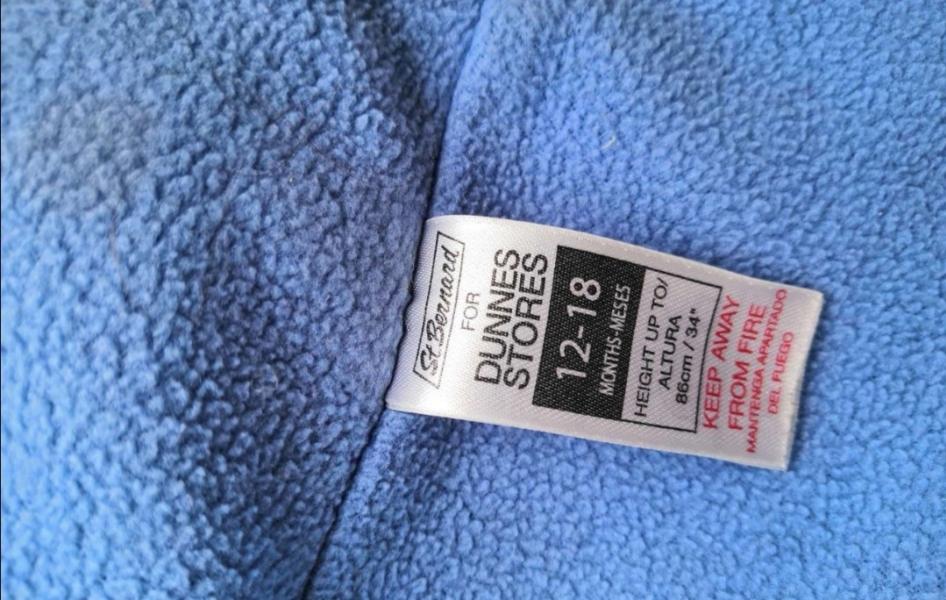 St Bernard
FOR
DUNNES
STORES
12-18
MONTHS-MESES
HEIGHT UP TO/
ALTURA
86cm / 34"
KEEP AWAY
FROM FIRE
MANTENGA APARTADO
DEL FUEGO